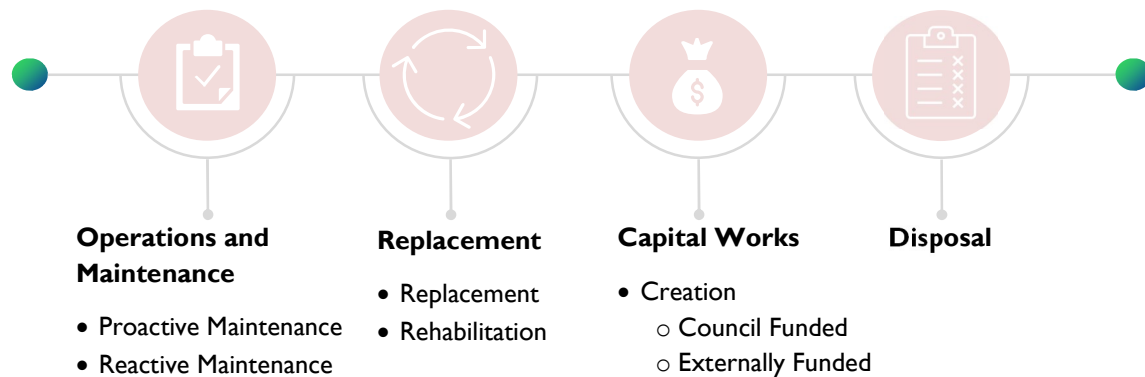 Operations and
Maintenance
• Proactive Maintenance
• Reactive Maintenance
Replacement
• Replacement
• Rehabilitation
$
Capital Works
• Creation
○ Council Funded
○ Externally Funded
Disposal